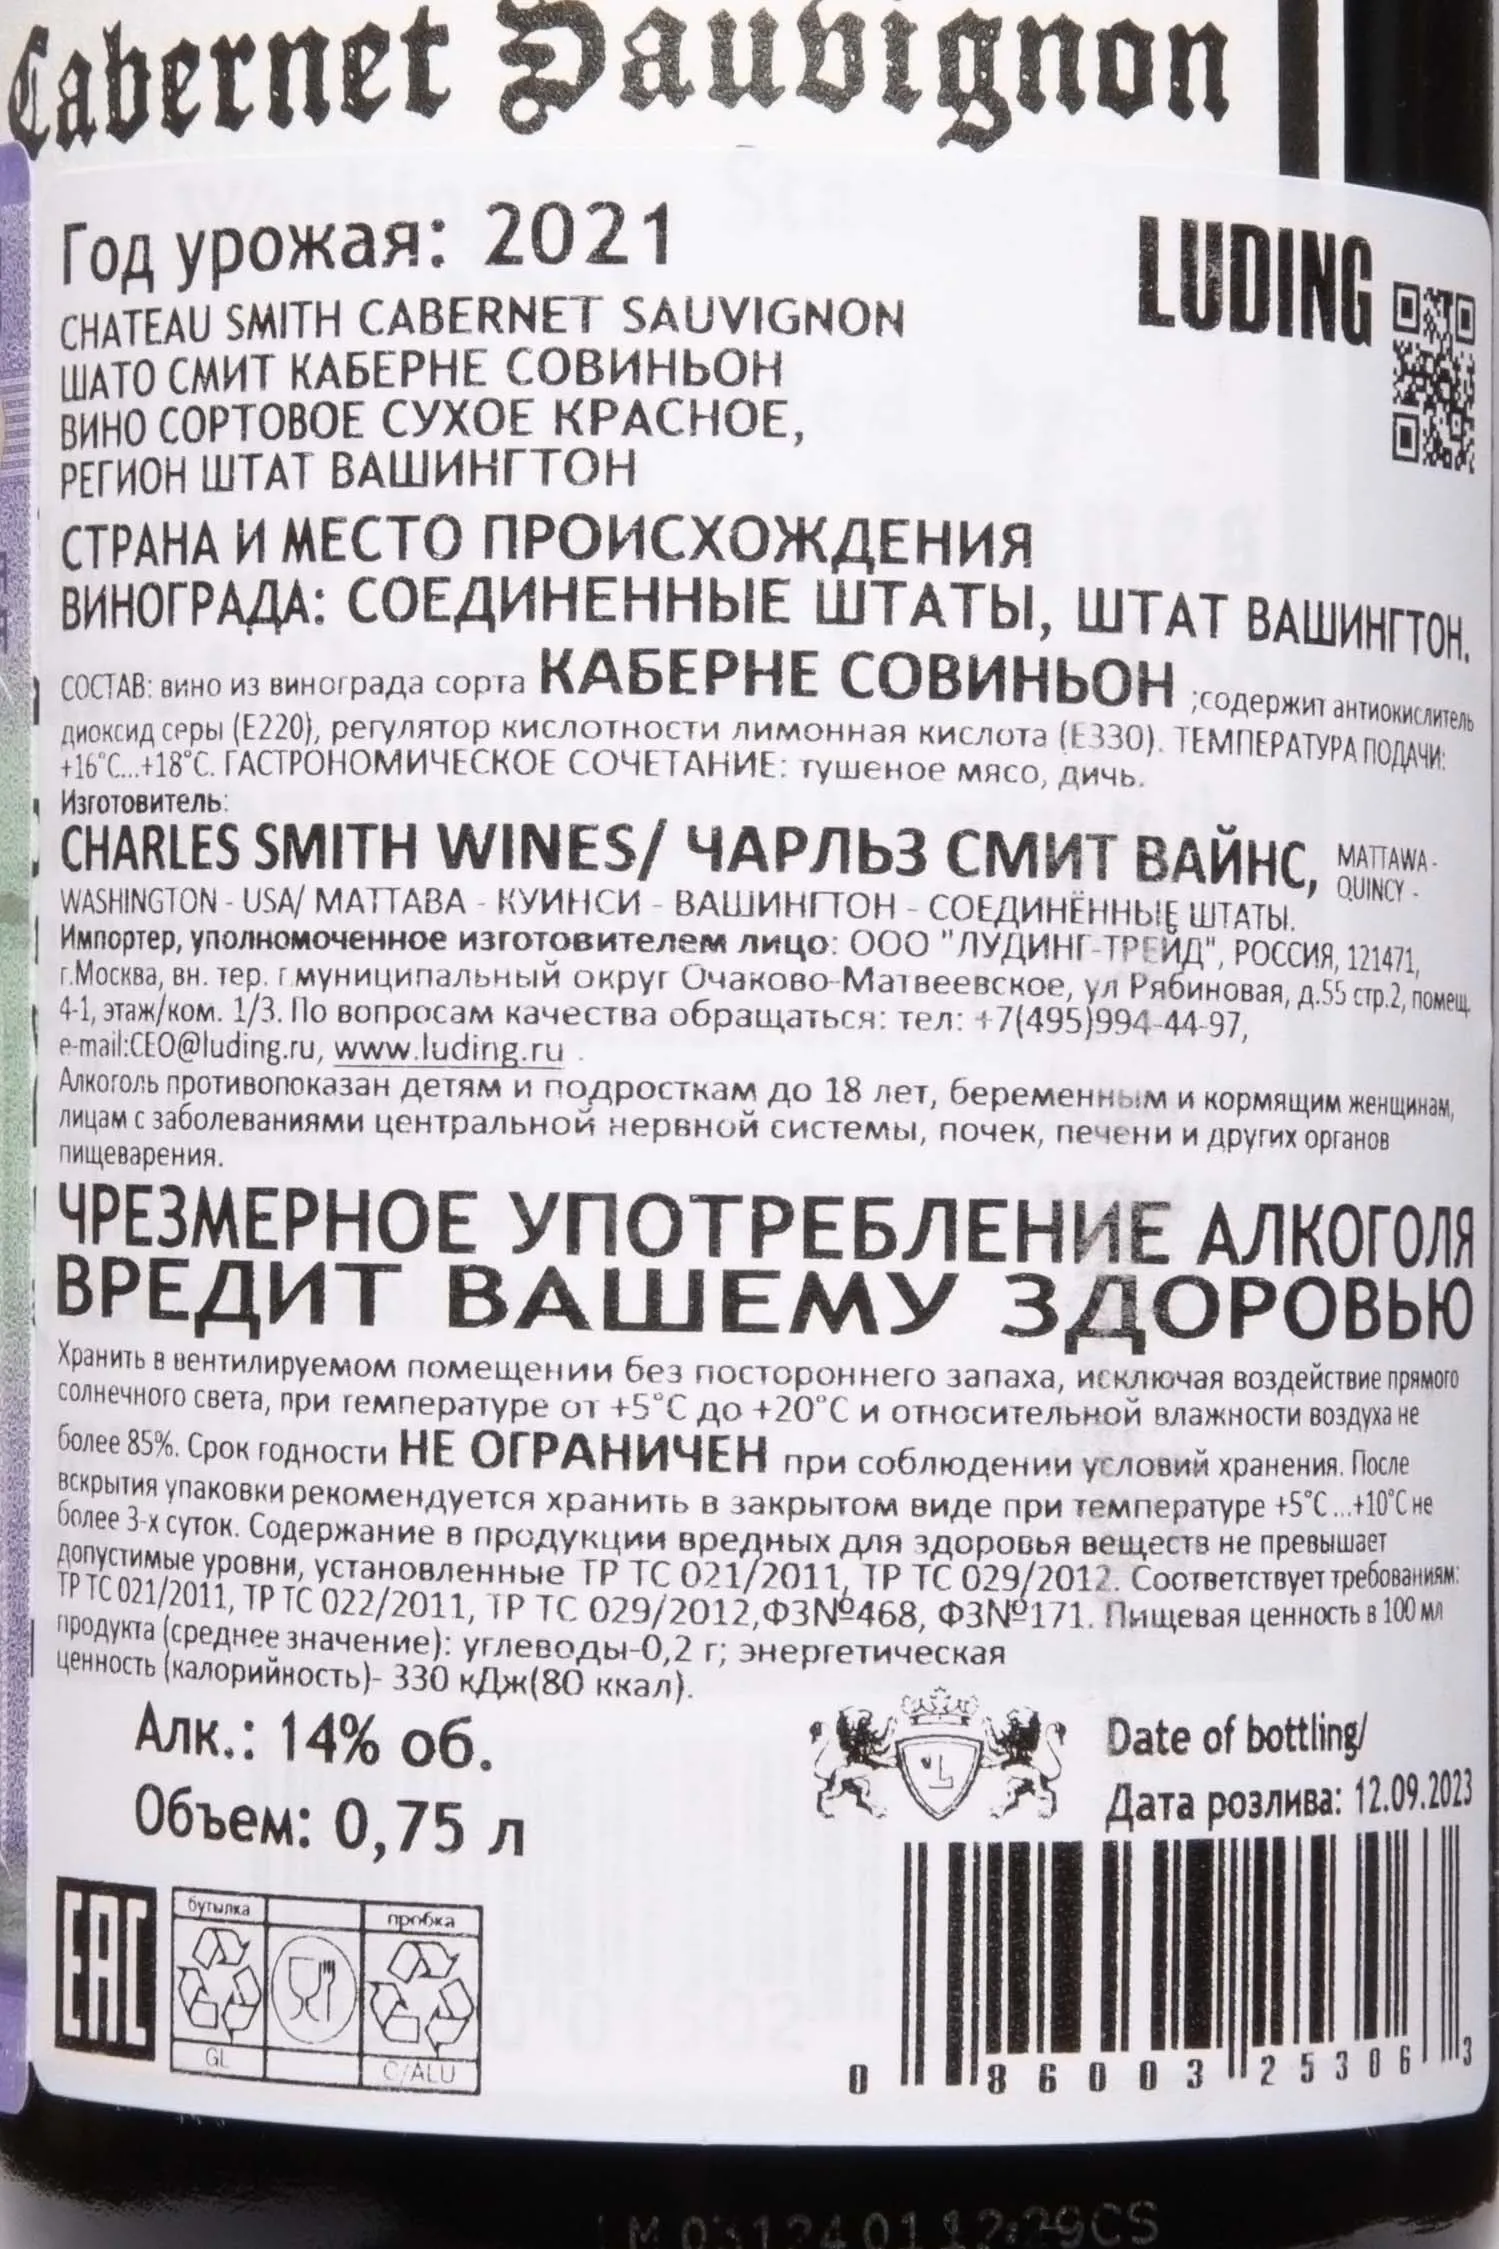 Cabernet Sauvignon
Год урожая: 2021
LUDING
CHATEAU SMITH CABERNET SAUVIGNON
ШАТО СМИТ КАБЕРНЕ СОВИНЬОН
ВИНО СОРТОВОЕ СУХОЕ КРАСНОЕ,
РЕГИОН ШТАТ ВАШИНГТОН
СТРАНА И МЕСТО ПРОИСХОЖДЕНИЯ
ВИНОГРАДА: СОЕДИНЕННЫЕ ШТАТЫ, ШТАТ ВАШИНГТОН.
СОСТАВ: вино из винограда сорта КАБЕРНЕ СОВИНЬОН ;содержит антиокислитель
диоксид серы (Е220), регулятор кислотности лимонная кислота (Е330). ТЕМПЕРАТУРА ПОДАЧИ:
+16°С...+18°С. ГАСТРОНОМИЧЕСКОЕ СОЧЕТАНИЕ: тушеное мясо, дичь.
Изготовитель:
CHARLES SMITH WINES/ ЧАРЛЬЗ СМИТ ВАЙНС, MATTAWA - QUINCY -
WASHINGTON - USA/ МАТТАВА - КУИНСИ - ВАШИНГТОН - СОЕДИНЁННЫЕ ШТАТЫ.
Импортер, уполномоченное изготовителем лицо: ООО "ЛУДИНГ-ТРЕЙД", РОССИЯ, 121471,
г.Москва, вн. тер. г.муниципальный округ Очаково-Матвеевское, ул Рябиновая, д.55 стр.2, помещ.
4-1, этаж/ком. 1/3. По вопросам качества обращаться: тел: +7(495)994-44-97,
e-mail:CEO@luding.ru, www.luding.ru .
Алкоголь противопоказан детям и подросткам до 18 лет, беременным и кормящим женщинам,
лицам с заболеваниями центральной нервной системы, почек, печени и других органов
пищеварения.
ЧРЕЗМЕРНОЕ УПОТРЕБЛЕНИЕ АЛКОГОЛЯ
ВРЕДИТ ВАШЕМУ ЗДОРОВЬЮ
Хранить в вентилируемом помещении без постороннего запаха, исключая воздействие прямого
солнечного света, при температуре от +5°С до +20°С и относительной влажности воздуха не
более 85%. Срок годности НЕ ОГРАНИЧЕН при соблюдении условий хранения. После
вскрытия упаковки рекомендуется хранить в закрытом виде при температуре +5°С...+10°С не
более 3-х суток. Содержание в продукции вредных для здоровья веществ не превышает
допустимые уровни, установленные ТР ТС 021/2011, ТР ТС 029/2012. Соответствует требованиям:
ТР ТС 021/2011, ТР ТС 022/2011, ТР ТС 029/2012,ФЗ№468, ФЗ№171. Пищевая ценность в 100 мл
продукта (среднее значение): углеводы-0,2 г; энергетическая
ценность (калорийность)- 330 кДж(80 ккал).
Алк.: 14% об.
Объем: 0,75 л
L
Date of bottling/
Дата розлива: 12.09.2023
EAC
бутылка
пробка
GL
C/ALU
0 86003 25306 3